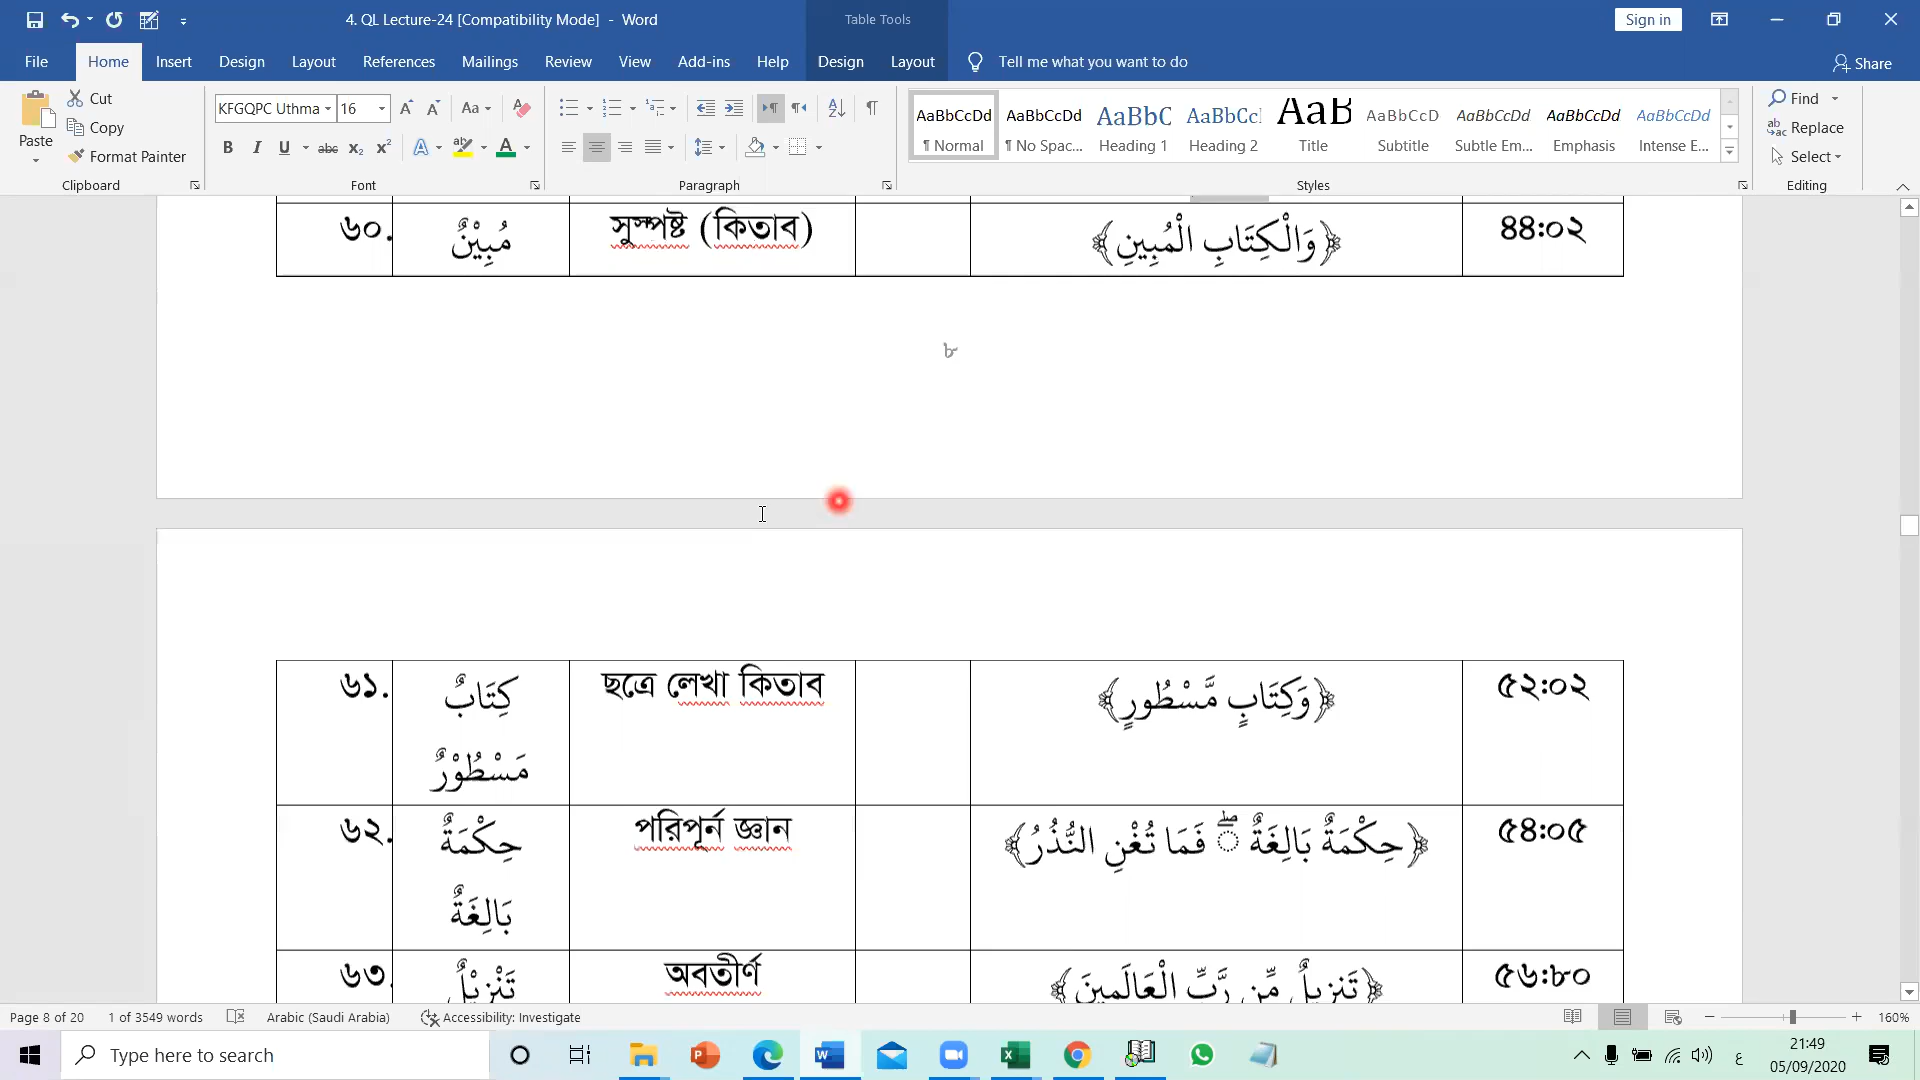 4. QL Lecture-24 [Compatibility Mode] - Word
Table Tools
Sign in
File Home Insert Design Layout References Mailings Review View Add-ins Help Design Layout Tell me what you want to do Share
Paste
Cut
Copy
Format Painter
Clipboard
KFGQPC Uthma 16
Font
Paragraph
AaBbCcDd AaBbCcDd AaBbC AaBbCcI AaB AaBbCcD AaBbCcDd AaBbCcDd AaBbCcDd
¶ Normal ¶ No Spac... Heading 1 Heading 2 Title Subtitle Subtle Em... Emphasis Intense E...
Styles
Find
Replace
Select
Editing
৬০. مُبِيْنٌ সুস্পষ্ট (কিতাব) ﴿وَالْكِتَابِ الْمُبِينِ﴾ ৪৪:০২
৮
৬১. كِتَابٌ ছত্রে লেখা কিতাব ﴿وَكِتَابٍ مَّسْطُورٍ﴾ ৫২:০২
مَسْطُوْرٌ
৬২. حِكْمَةٌ পরিপূর্ন জ্ঞান ﴿حِكْمَةٌ بَالِغَةٌ ۖ فَمَا تُغْنِ النُّذُرُ﴾ ৫৪:০৫
بَالِغَةٌ
৬৩. تَنْزِيْلٌ অবতীর্ণ ﴿تَنزِيلٌ مِّن رَّبِّ الْعَالَمِينَ﴾ ৫৬:৮০
Page 8 of 20 1 of 3549 words Arabic (Saudi Arabia) Accessibility: Investigate 160%
Type here to search
ع
21:49
05/09/2020